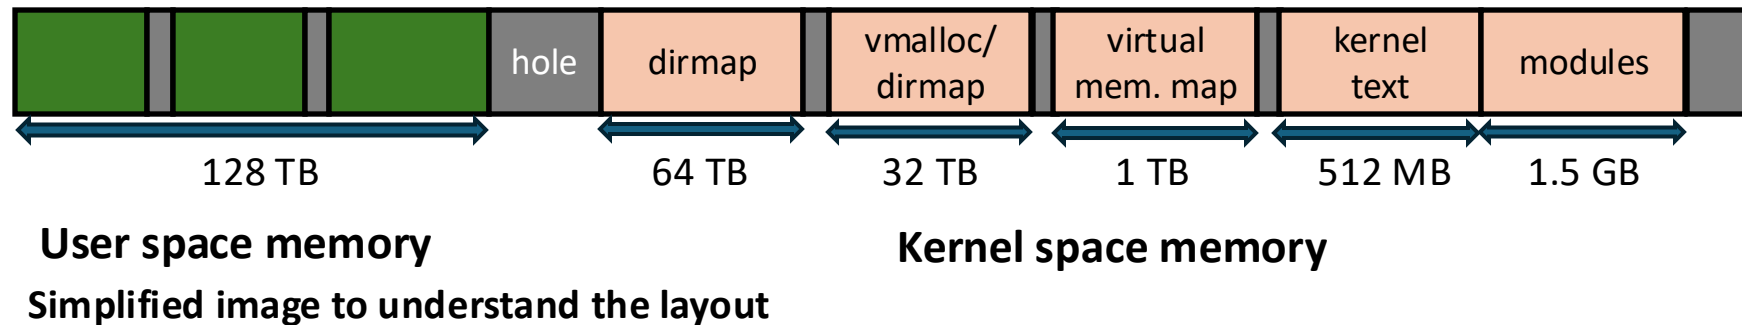 hole
dirmap
vmalloc/
dirmap
virtual
mem. map
kernel
text
modules
128 TB
64 TB
32 TB
1 TB
512 MB
1.5 GB
User space memory
Kernel space memory
Simplified image to understand the layout